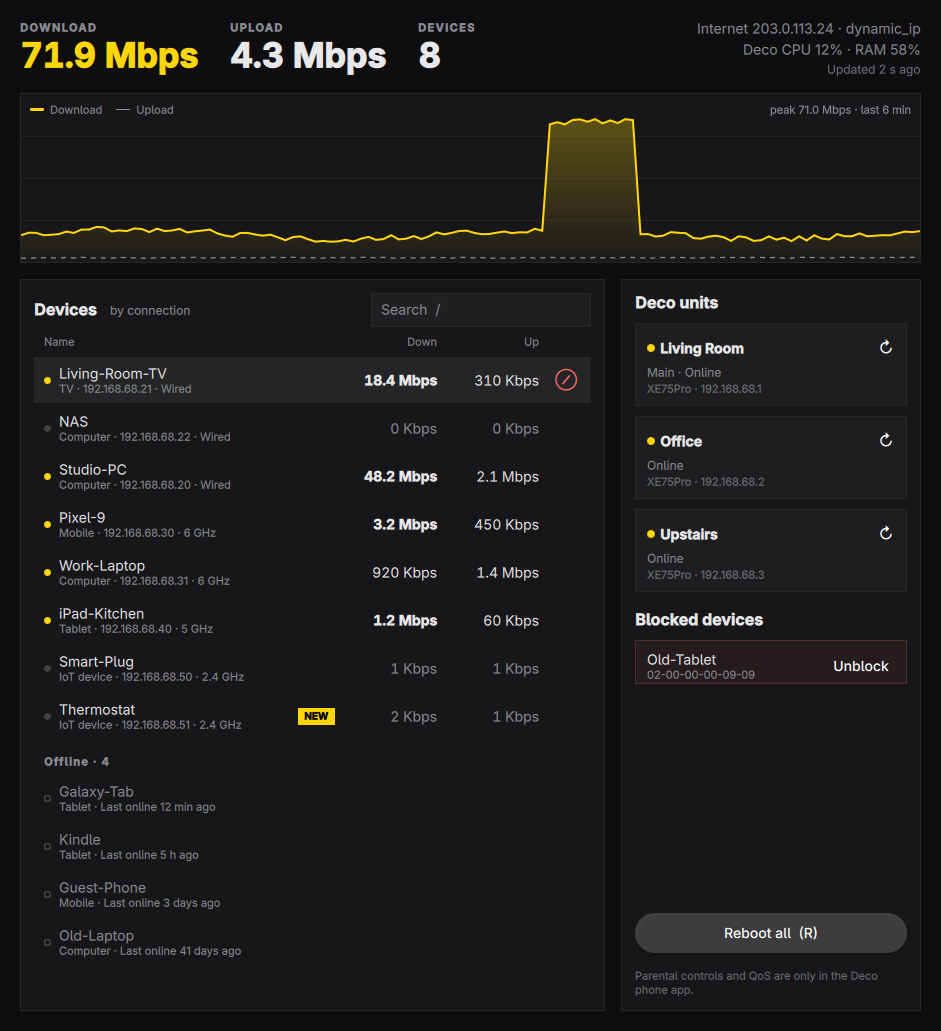 DOWNLOAD
71.9 Mbps
UPLOAD
4.3 Mbps
DEVICES
8
Internet 203.0.113.24 · dynamic_ip
Deco CPU 12% · RAM 58%
Updated 2 s ago
Download
Upload
peak 71.0 Mbps · last 6 min
Devices by connection
Search /
Name Down Up
Living-Room-TV
TV · 192.168.68.21 · Wired
18.4 Mbps 310 Kbps
NAS
Computer · 192.168.68.22 · Wired
0 Kbps 0 Kbps
Studio-PC
Computer · 192.168.68.20 · Wired
48.2 Mbps 2.1 Mbps
Pixel-9
Mobile · 192.168.68.30 · 6 GHz
3.2 Mbps 450 Kbps
Work-Laptop
Computer · 192.168.68.31 · 6 GHz
920 Kbps 1.4 Mbps
iPad-Kitchen
Tablet · 192.168.68.40 · 5 GHz
1.2 Mbps 60 Kbps
Smart-Plug
IoT device · 192.168.68.50 · 2.4 GHz
1 Kbps 1 Kbps
Thermostat
IoT device · 192.168.68.51 · 2.4 GHz
NEW
2 Kbps 1 Kbps
Offline · 4
Galaxy-Tab
Tablet · Last online 12 min ago
Kindle
Tablet · Last online 5 h ago
Guest-Phone
Mobile · Last online 3 days ago
Old-Laptop
Computer · Last online 41 days ago
Deco units
Living Room
Main · Online
XE75Pro · 192.168.68.1
Office
Online
XE75Pro · 192.168.68.2
Upstairs
Online
XE75Pro · 192.168.68.3
Blocked devices
Old-Tablet
02-00-00-00-09-09
Unblock
Reboot all (R)
Parental controls and QoS are only in the Deco
phone app.